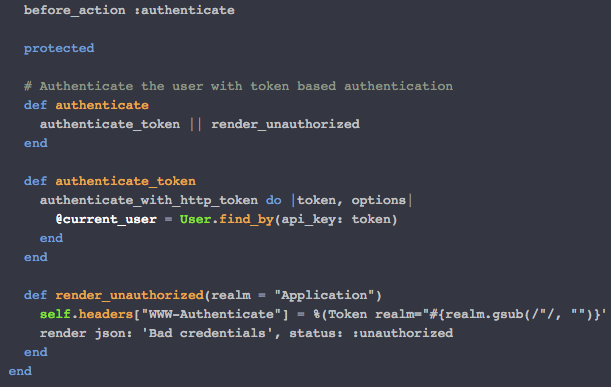 before_action :authenticate
protected
# Authenticate the user with token based authentication
def authenticate
authenticate_token || render_unauthorized
end
def authenticate_token
authenticate_with_http_token do |token, options|
@current_user = User.find_by(api_key: token)
end
end
def render_unauthorized(realm = "Application")
self.headers["WWW-Authenticate"] = %(Token realm="#{realm.gsub(/"/, "")}'
render json: 'Bad credentials', status: :unauthorized
end
end